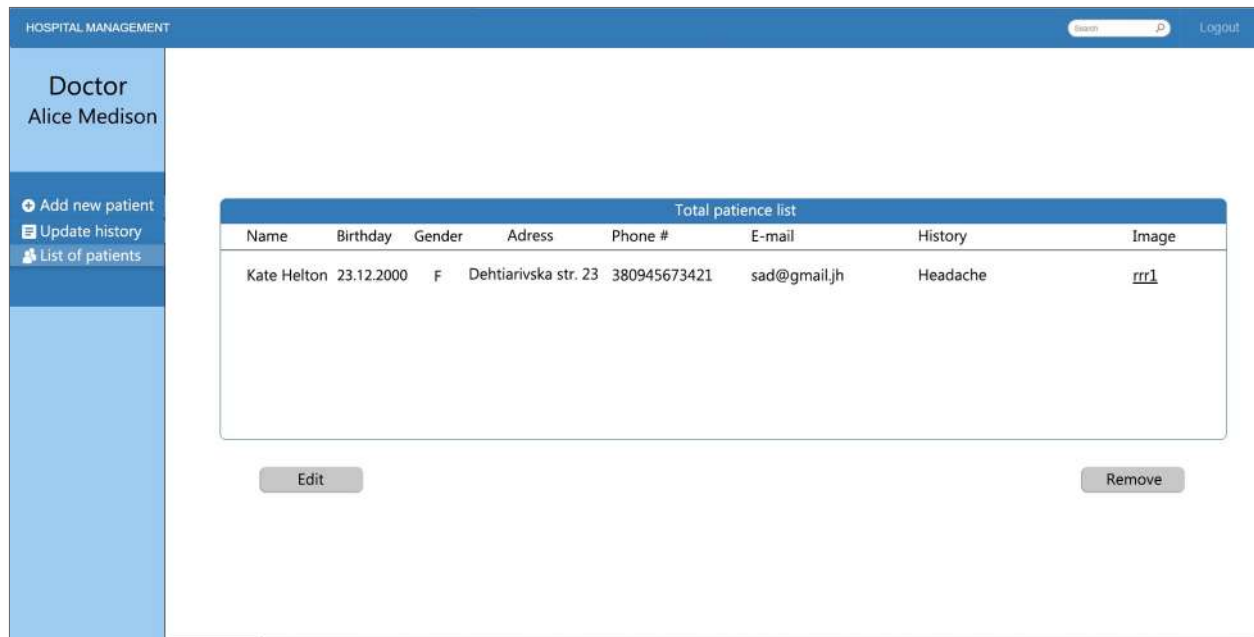 HOSPITAL MANAGEMENT
Search
Logout
Doctor
Alice Medison
Add new patient
Update history
List of patients
Total patience list
Name Birthday Gender Adress Phone # E-mail History Image
Kate Helton 23.12.2000 F Dehtiarivska str. 23 380945673421 sad@gmail.jh Headache rrr1
Edit
Remove